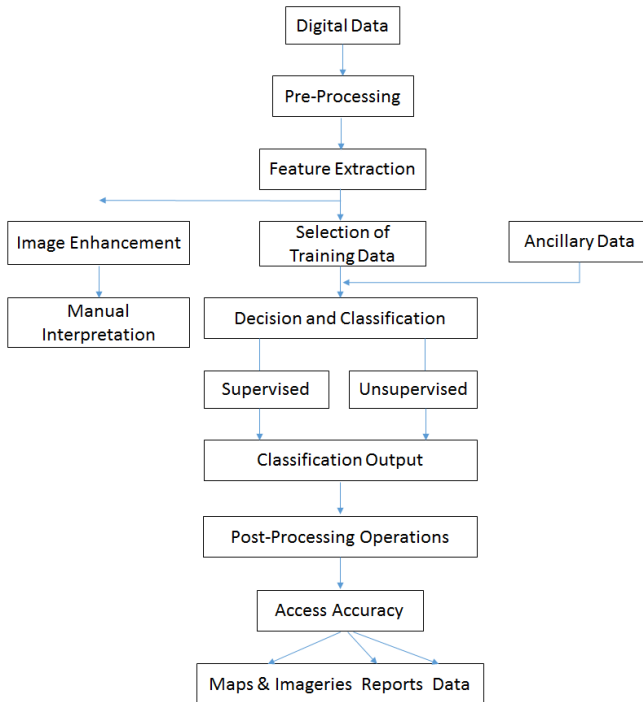 Digital Data
Pre-Processing
Feature Extraction
Image Enhancement
Selection of
Training Data
Ancillary Data
Manual
Interpretation
Decision and Classification
Supervised
Unsupervised
Classification Output
Post-Processing Operations
Access Accuracy
Maps & Imageries Reports Data